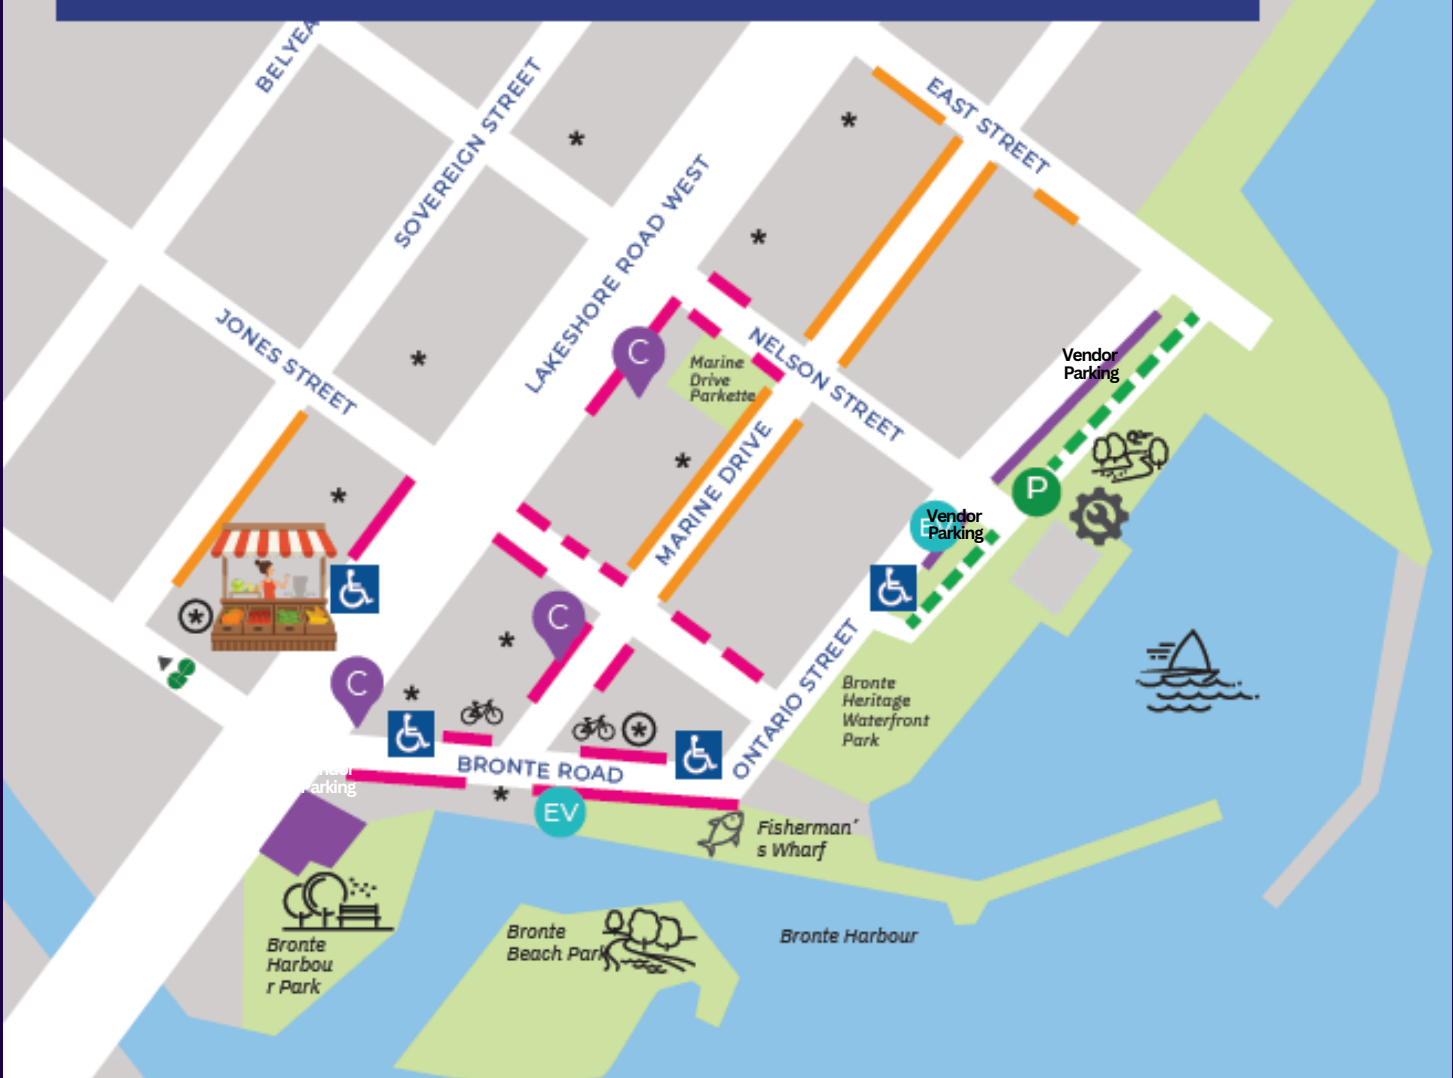 BELYEA
SOVEREIGN STREET
EAST STREET
LAKESHORE ROAD WEST
JONES STREET
C
Marine
Drive
Parkette
NELSON STREET
Vendor
Parking
MARINE DRIVE
P
EV
Vendor
Parking
C
C
ONTARIO STREET
Bronte
Heritage
Waterfront
Park
BRONTE ROAD
arking
EV
Fisherman'
s Wharf
Bronte
Harbou
r Park
Bronte
Beach Park
Bronte Harbour